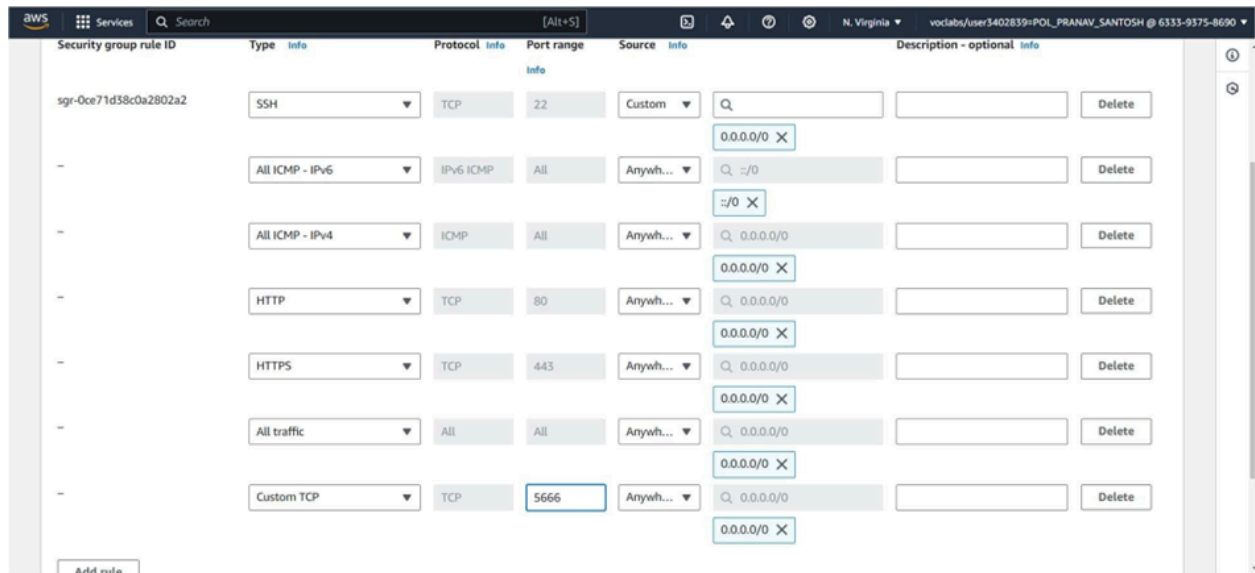 aws Services Search [Alt+S] N. Virginia voclabs/user3402839=POL_PRANAV_SANTOSH @ 6333-9375-8690
Security group rule ID Type Info Protocol Info Port range Source Info Description - optional Info
Info
sgr-0ce71d38c0a2802a2 SSH TCP 22 Custom Delete
0.0.0.0/0
– All ICMP - IPv6 IPv6 ICMP All Anywh... ::/0 Delete
::/0
– All ICMP - IPv4 ICMP All Anywh... 0.0.0.0/0 Delete
0.0.0.0/0
– HTTP TCP 80 Anywh... 0.0.0.0/0 Delete
0.0.0.0/0
– HTTPS TCP 443 Anywh... 0.0.0.0/0 Delete
0.0.0.0/0
– All traffic All All Anywh... 0.0.0.0/0 Delete
0.0.0.0/0
– Custom TCP TCP 5666 Anywh... 0.0.0.0/0 Delete
0.0.0.0/0
Add rule